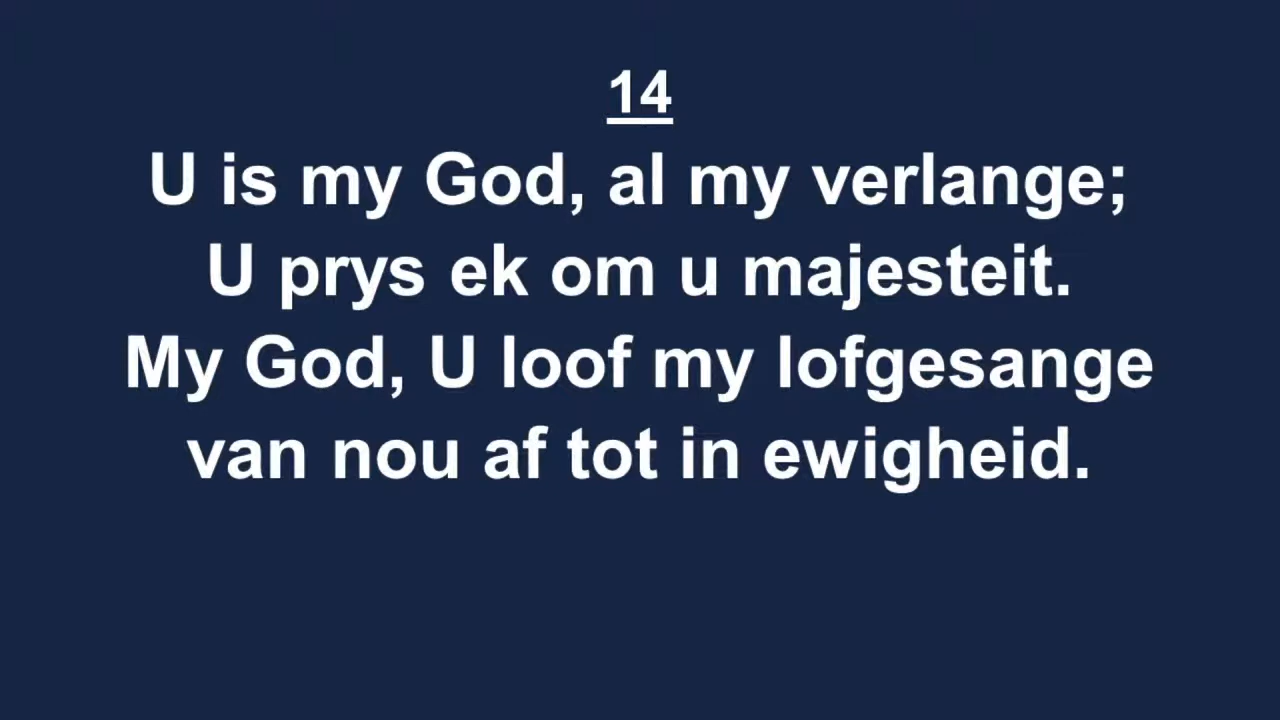 14
U is my God, al my verlange;
U prys ek om u majesteit.
My God, U loof my lofgesange
van nou af tot in ewigheid.